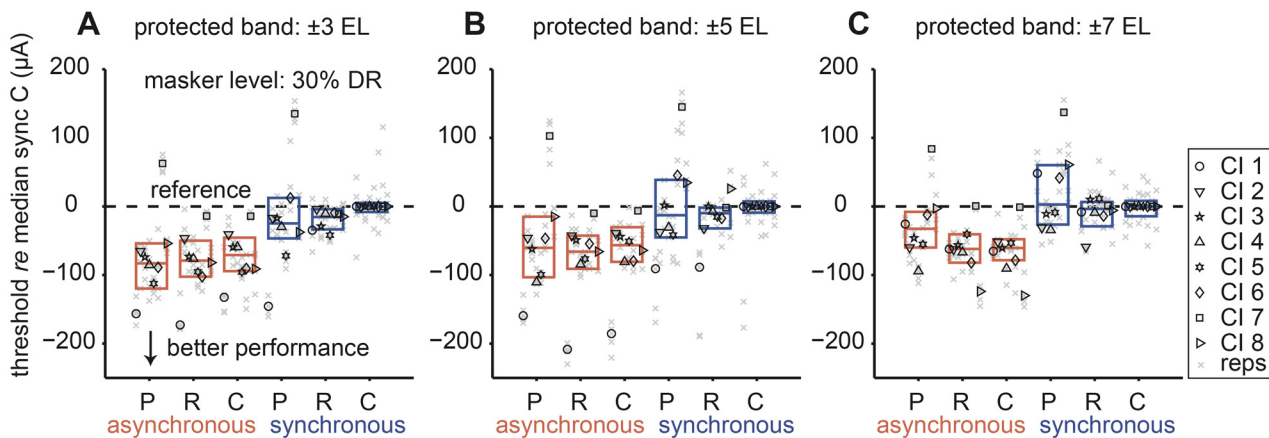 A protected band: ±3 EL
B protected band: ±5 EL
C protected band: ±7 EL
threshold re median sync C (µA)
200
100
0
−100
−200
masker level: 30% DR
reference
better performance
P R C P R C
asynchronous synchronous
200
100
0
−100
−200
P R C P R C
asynchronous synchronous
200
100
0
−100
−200
P R C P R C
asynchronous synchronous
CI 1
CI 2
CI 3
CI 4
CI 5
CI 6
CI 7
CI 8
reps